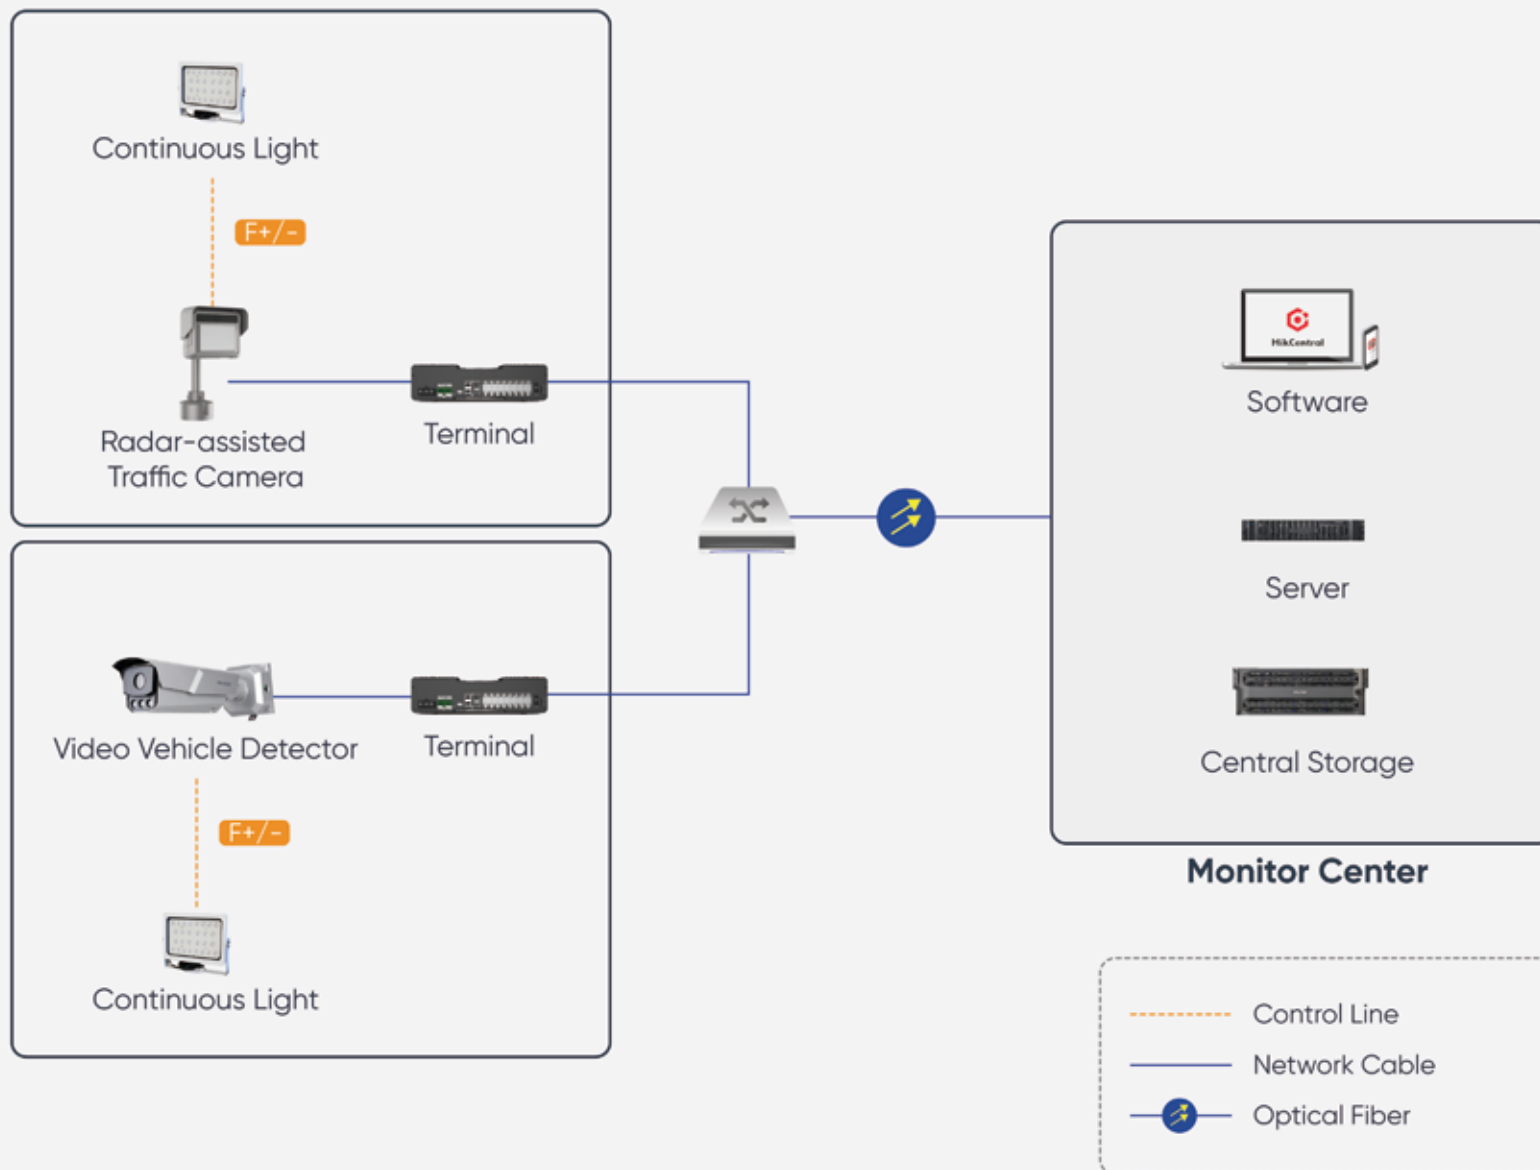 Continuous Light
F+/-
Radar-assisted
Traffic Camera
Terminal
Video Vehicle Detector
Terminal
F+/-
Continuous Light
HikCentral
Software
Server
Central Storage
Monitor Center
Control Line
Network Cable
Optical Fiber